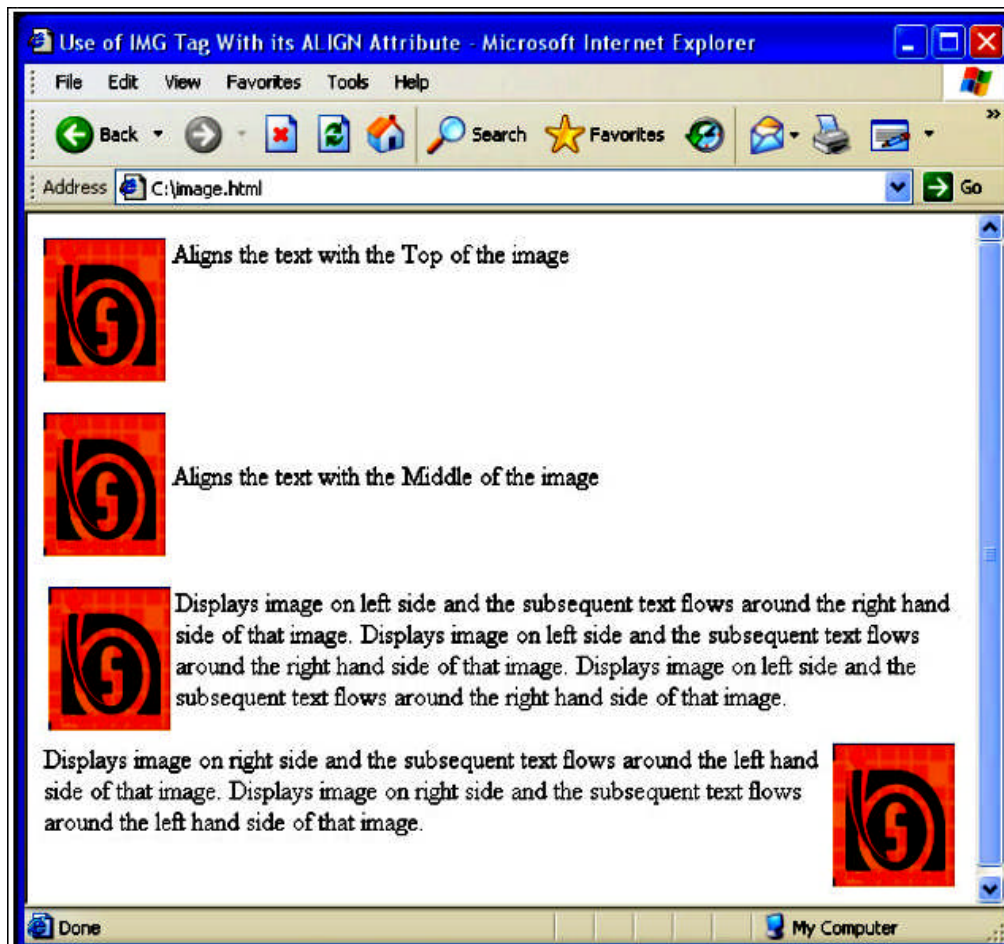 Use of IMG Tag With its ALIGN Attribute - Microsoft Internet Explorer
File Edit View Favorites Tools Help
Back Search Favorites »
Address C:\image.html Go
Aligns the text with the Top of the image
Aligns the text with the Middle of the image
Displays image on left side and the subsequent text flows around the right hand
side of that image. Displays image on left side and the subsequent text flows
around the right hand side of that image. Displays image on left side and the
subsequent text flows around the right hand side of that image.
Displays image on right side and the subsequent text flows around the left hand
side of that image. Displays image on right side and the subsequent text flows
around the left hand side of that image.
Done My Computer